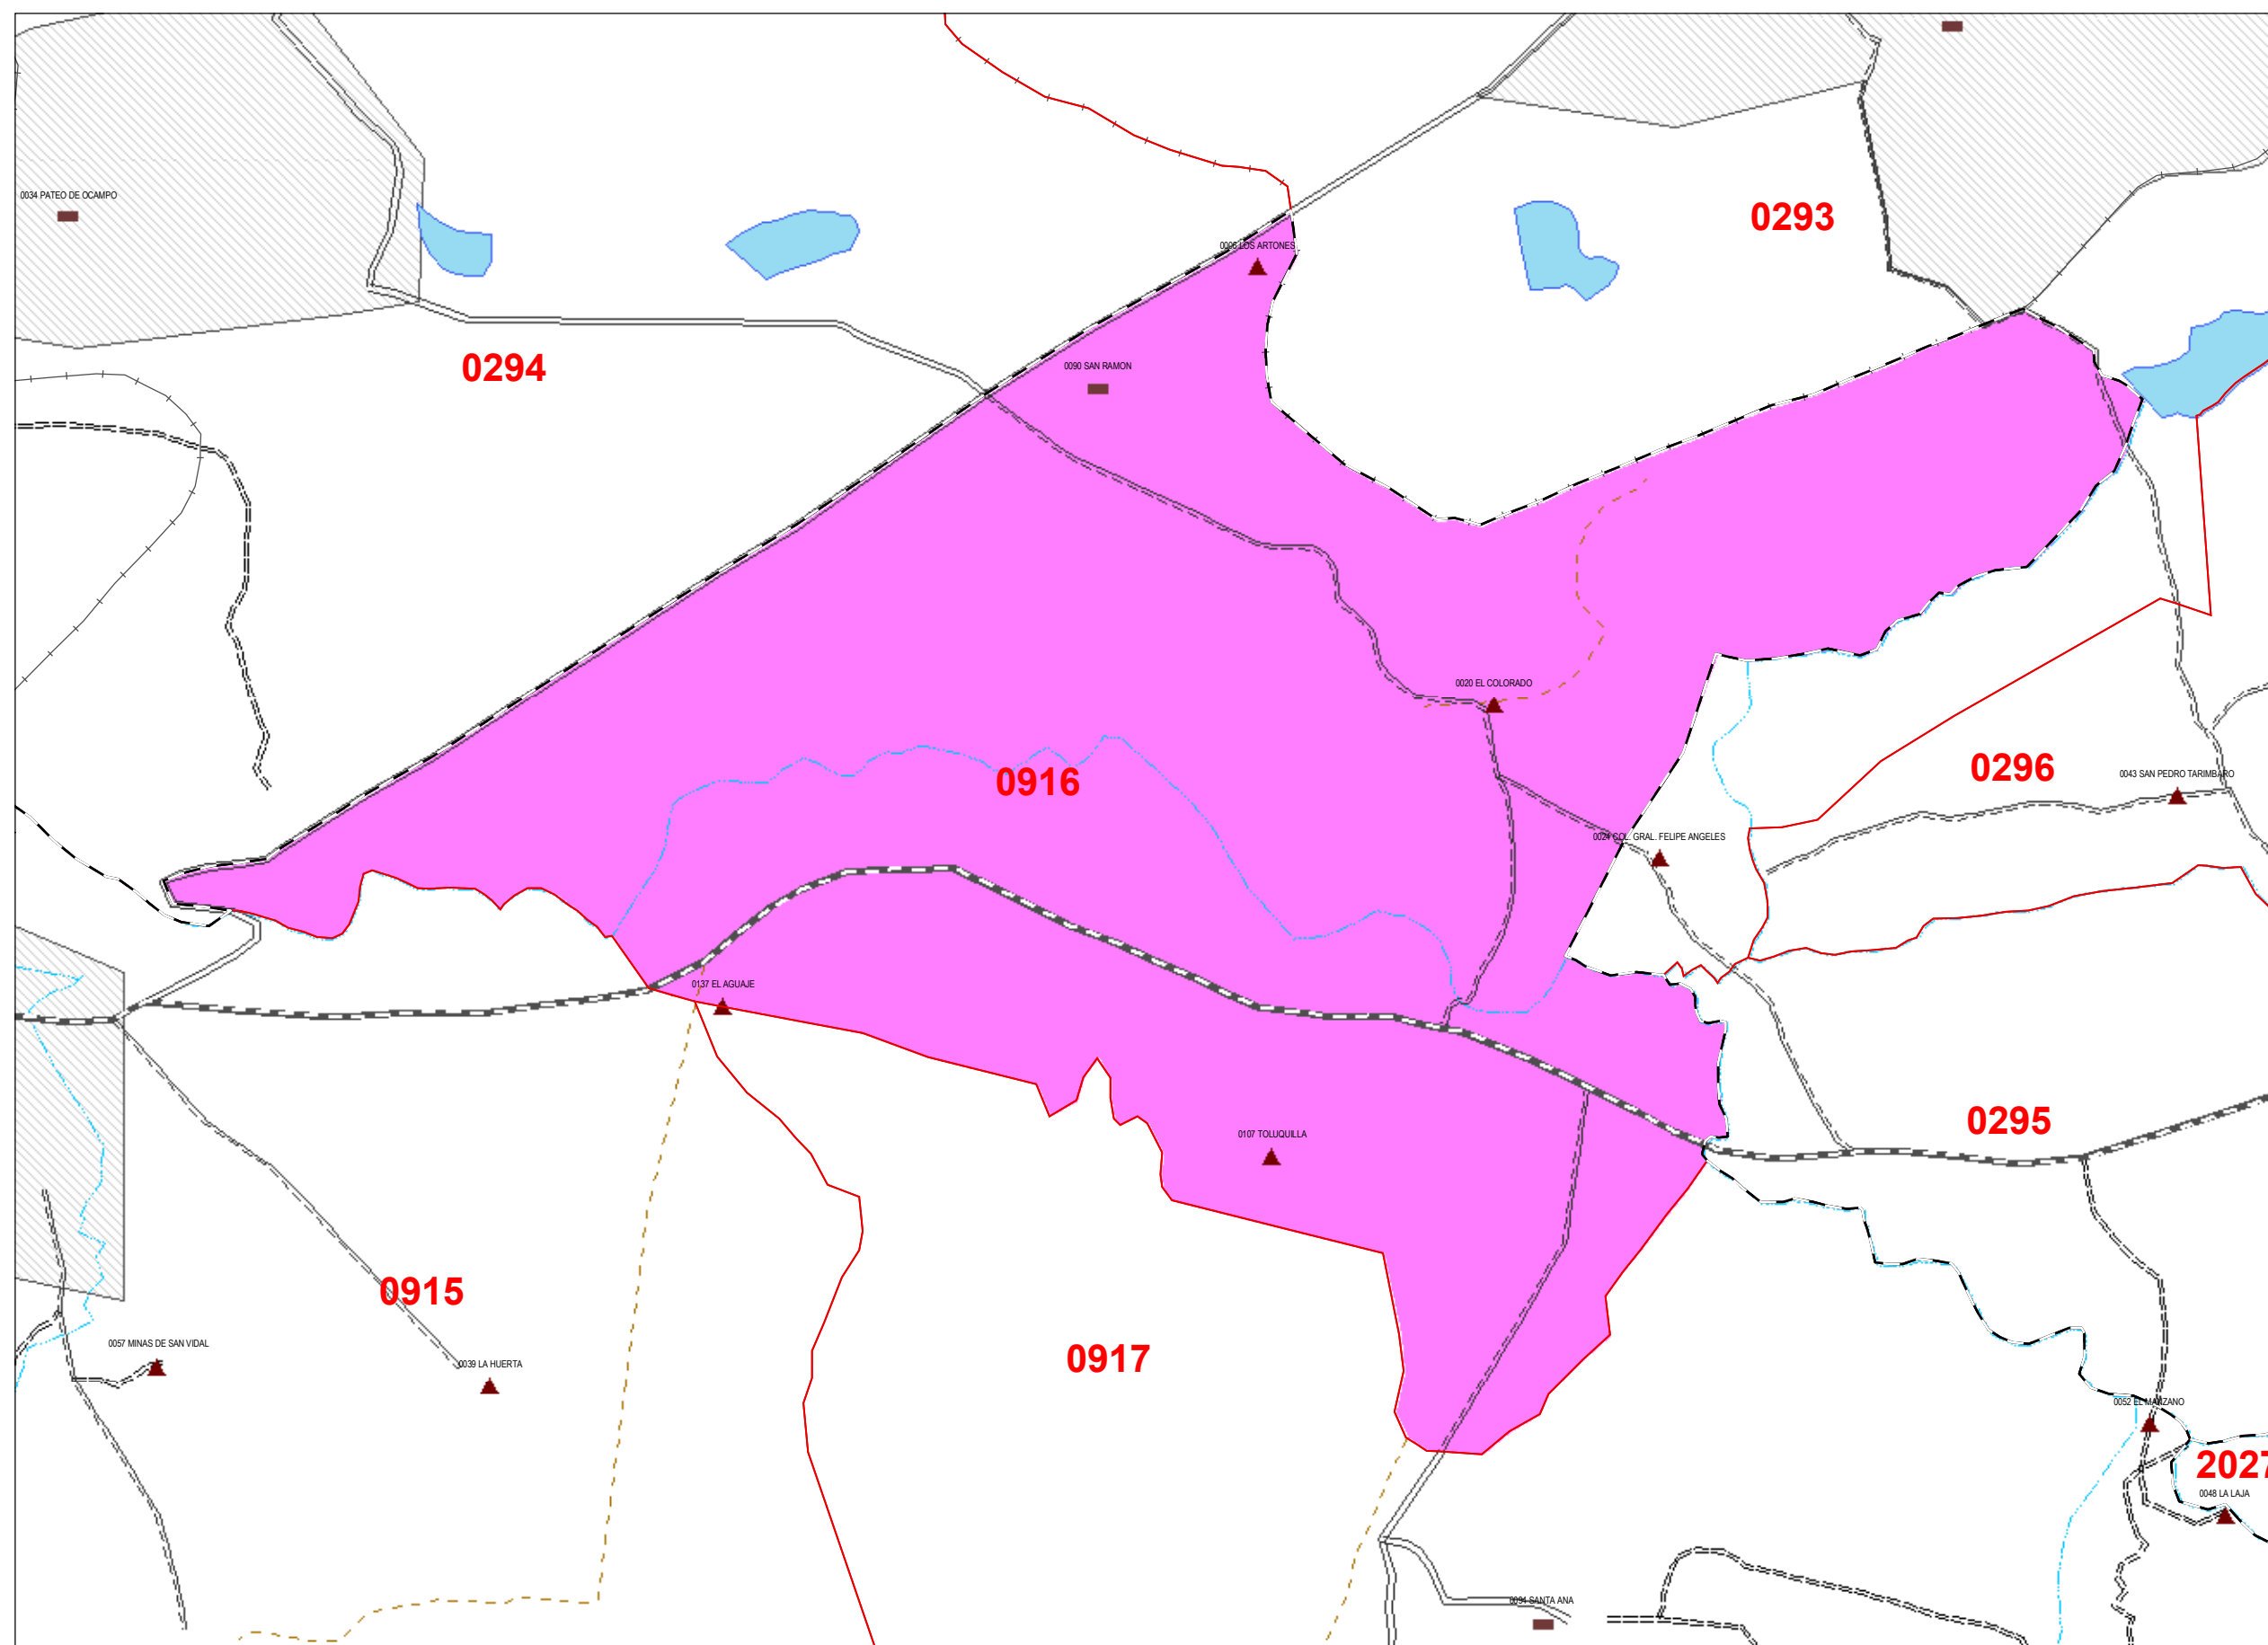 0034 PATEO DE OCAMPO
0293
0006 LOS ARTONES
0294
0090 SAN RAMON
0020 EL COLORADO
0916
0296
0043 SAN PEDRO TARIMBARO
0024 COL. GRAL. FELIPE ANGELES
0137 EL AGUAJE
0295
0107 TOLUQUILLA
0915
0057 MINAS DE SAN VIDAL
0039 LA HUERTA
0917
0052 EL MANZANO
2027
0048 LA LAJA
0094 SANTA ANA